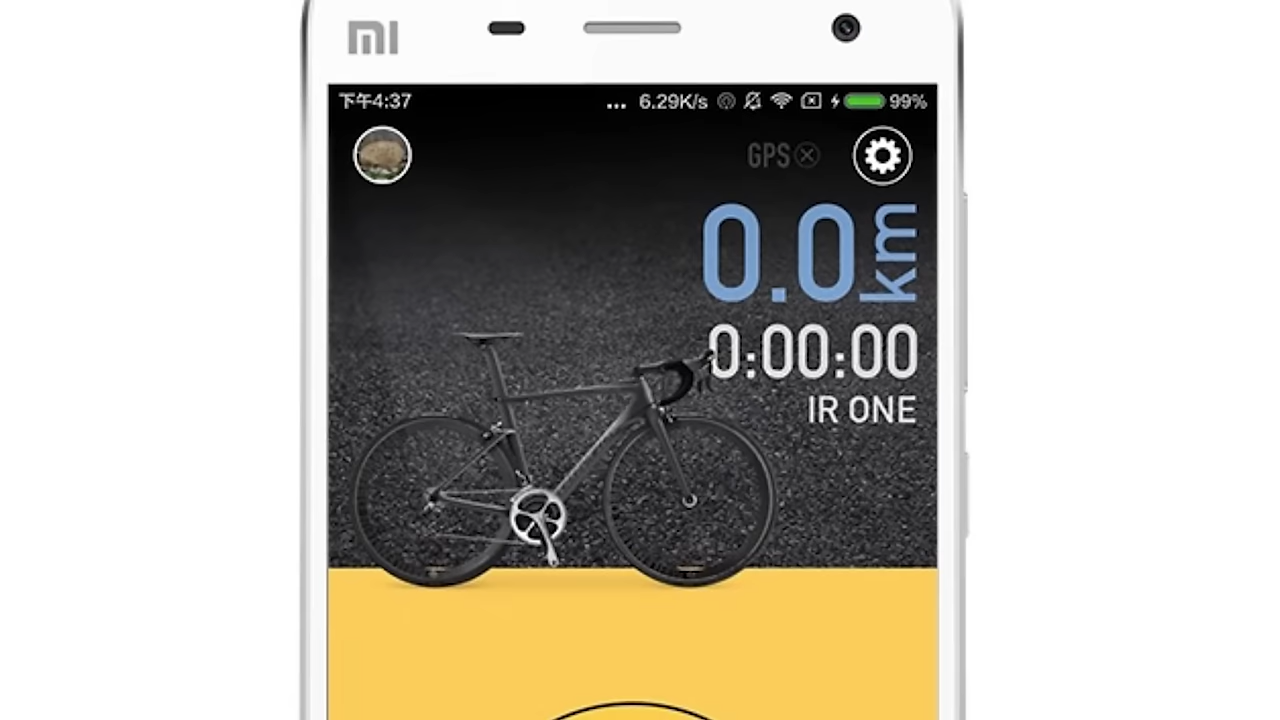 MI
下午4:37 ... 6.29K/s 99%
GPS
0.0km
0:00:00
IR ONE